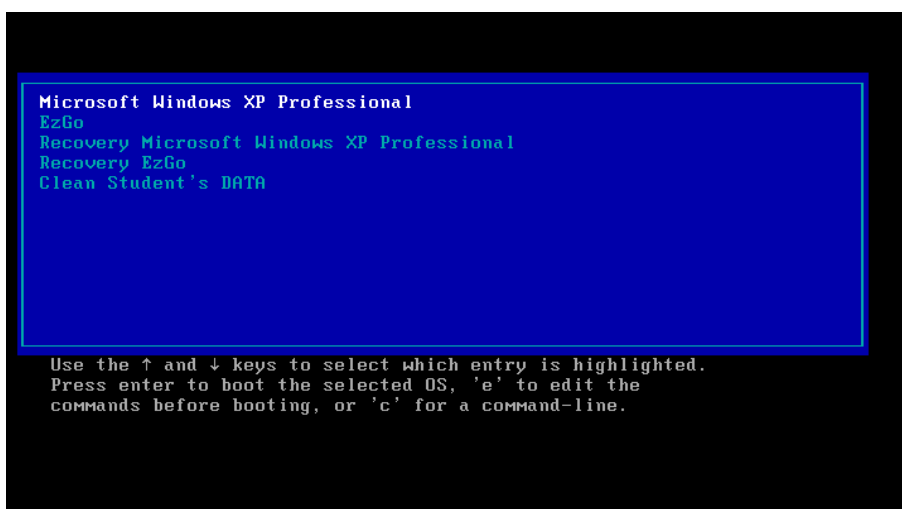 Microsoft Windows XP Professional
EzGo
Recovery Microsoft Windows XP Professional
Recovery EzGo
Clean Student's DATA
Use the ↑ and ↓ keys to select which entry is highlighted.
Press enter to boot the selected OS, 'e' to edit the
commands before booting, or 'c' for a command-line.